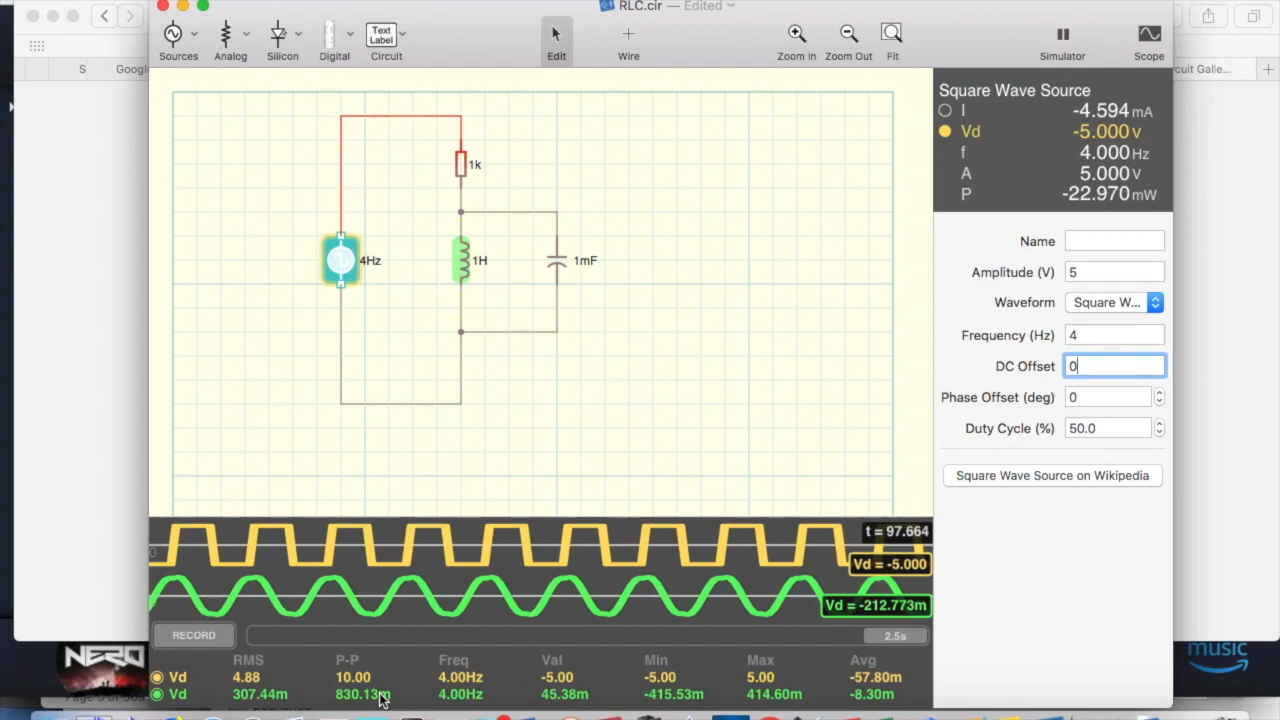 RLC.cir — Edited
Sources Analog Silicon Digital Text Label Circuit Edit Wire Zoom In Zoom Out Fit Simulator Scope
S Google
cuit Galle...
1k
4Hz
1H
1mF
Square Wave Source
I -4.594 mA
Vd -5.000 V
f 4.000 Hz
A 5.000 V
P -22.970 mW
Name
Amplitude (V) 5
Waveform Square W...
Frequency (Hz) 4
DC Offset 0
Phase Offset (deg) 0
Duty Cycle (%) 50.0
Square Wave Source on Wikipedia
0
t = 97.664
Vd = -5.000
Vd = -212.773m
RECORD 2.5s
RMS P-P Freq Val Min Max Avg
Vd 4.88 10.00 4.00Hz -5.00 -5.00 5.00 -57.80m
Vd 307.44m 830.13m 4.00Hz 45.38m -415.53m 414.60m -8.30m
NERO
music